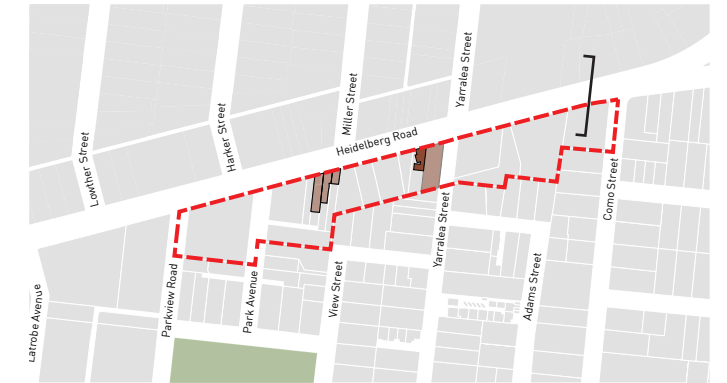 Yarralea Street
Miller Street
Harker Street
Heidelberg Road
Lowther Street
Como Street
Yarralea Street
Adams Street
View Street
Park Avenue
Parkview Road
Latrobe Avenue